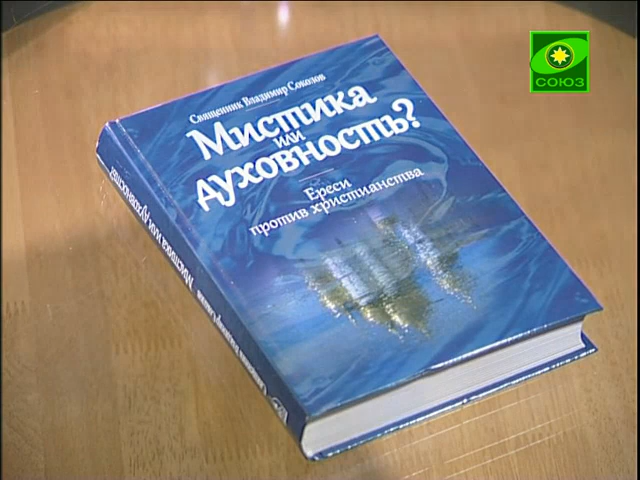 Священник Владимир Соколов
Мистика
или
духовность?
Ереси
против христианства
Мистика или духовность?
СОЮЗ